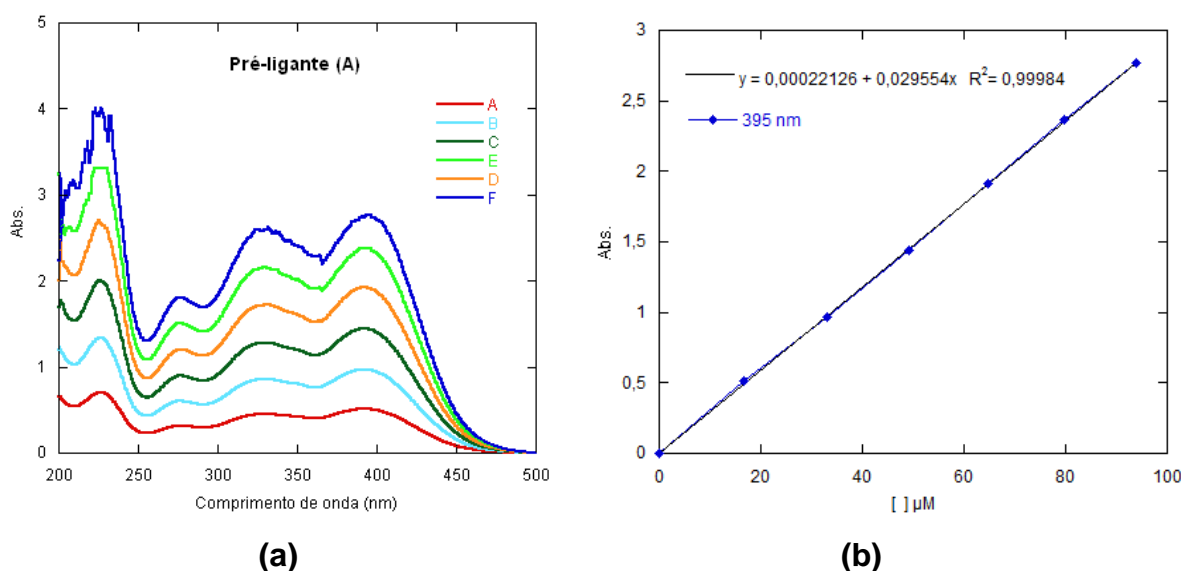 Pré-ligante (A)
A
B
C
E
D
F
5
4
3
2
1
0
Abs.
200
250
300
350
400
450
500
Comprimento de onda (nm)
(a)
y = 0,00022126 + 0,029554x R²= 0,99984
395 nm
3
2,5
2
1,5
1
0,5
0
Abs.
0
20
40
60
80
100
[ ] µM
(b)